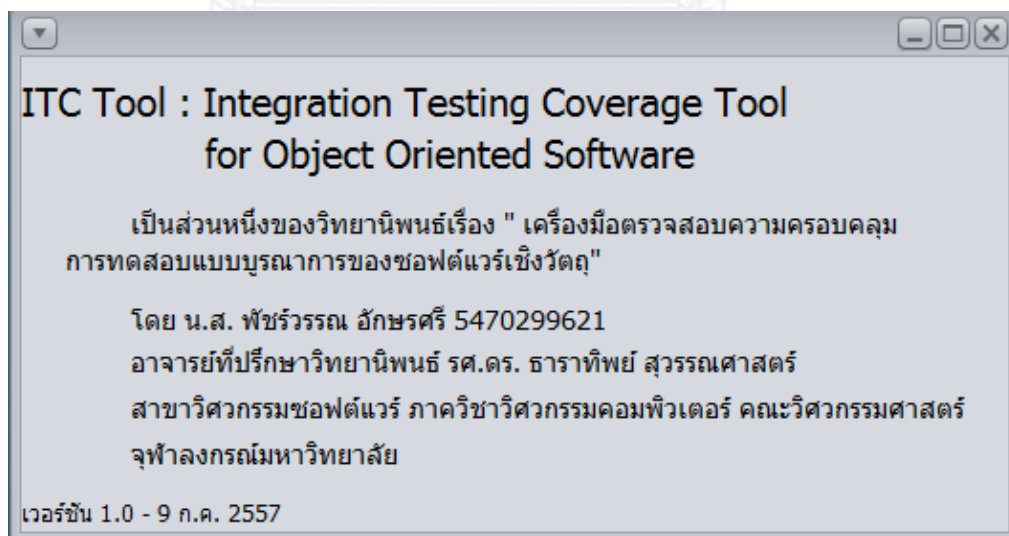 ITC Tool : Integration Testing Coverage Tool
for Object Oriented Software
เป็นส่วนหนึ่งของวิทยานิพนธ์เรื่อง " เครื่องมือตรวจสอบความครอบคลุม
การทดสอบแบบบูรณาการของซอฟต์แวร์เชิงวัตถุ"
โดย น.ส. พัชร์วรรณ อักษรศรี 5470299621
อาจารย์ที่ปรึกษาวิทยานิพนธ์ รศ.ดร. ธาราทิพย์ สุวรรณศาสตร์
สาขาวิศวกรรมซอฟต์แวร์ ภาควิชาวิศวกรรมคอมพิวเตอร์ คณะวิศวกรรมศาสตร์
จุฬาลงกรณ์มหาวิทยาลัย
เวอร์ชัน 1.0 - 9 ก.ค. 2557